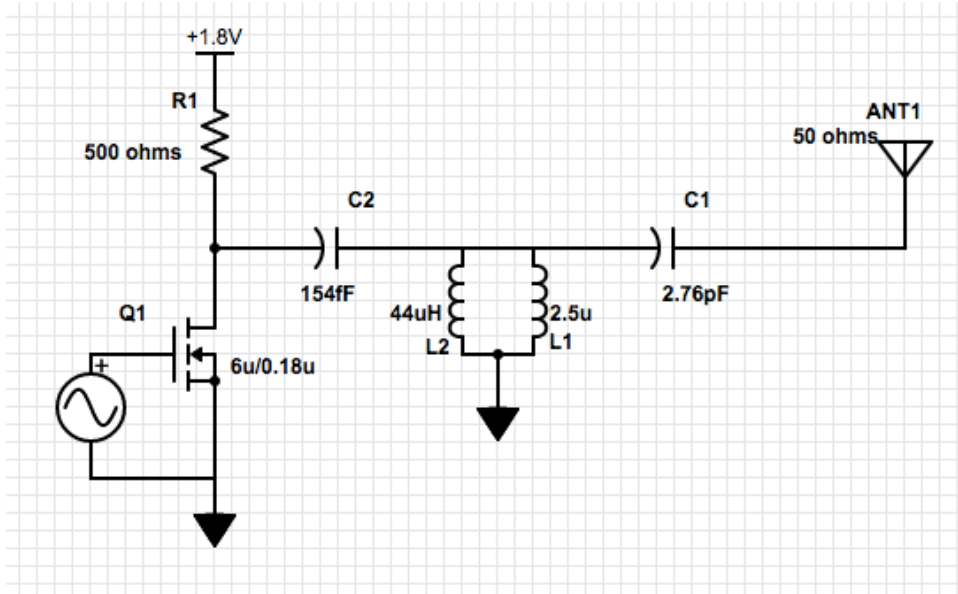 +1.8V
R1
500 ohms
ANT1
50 ohms
C2
C1
154fF
2.76pF
44uH
2.5u
L2
L1
Q1
6u/0.18u
+